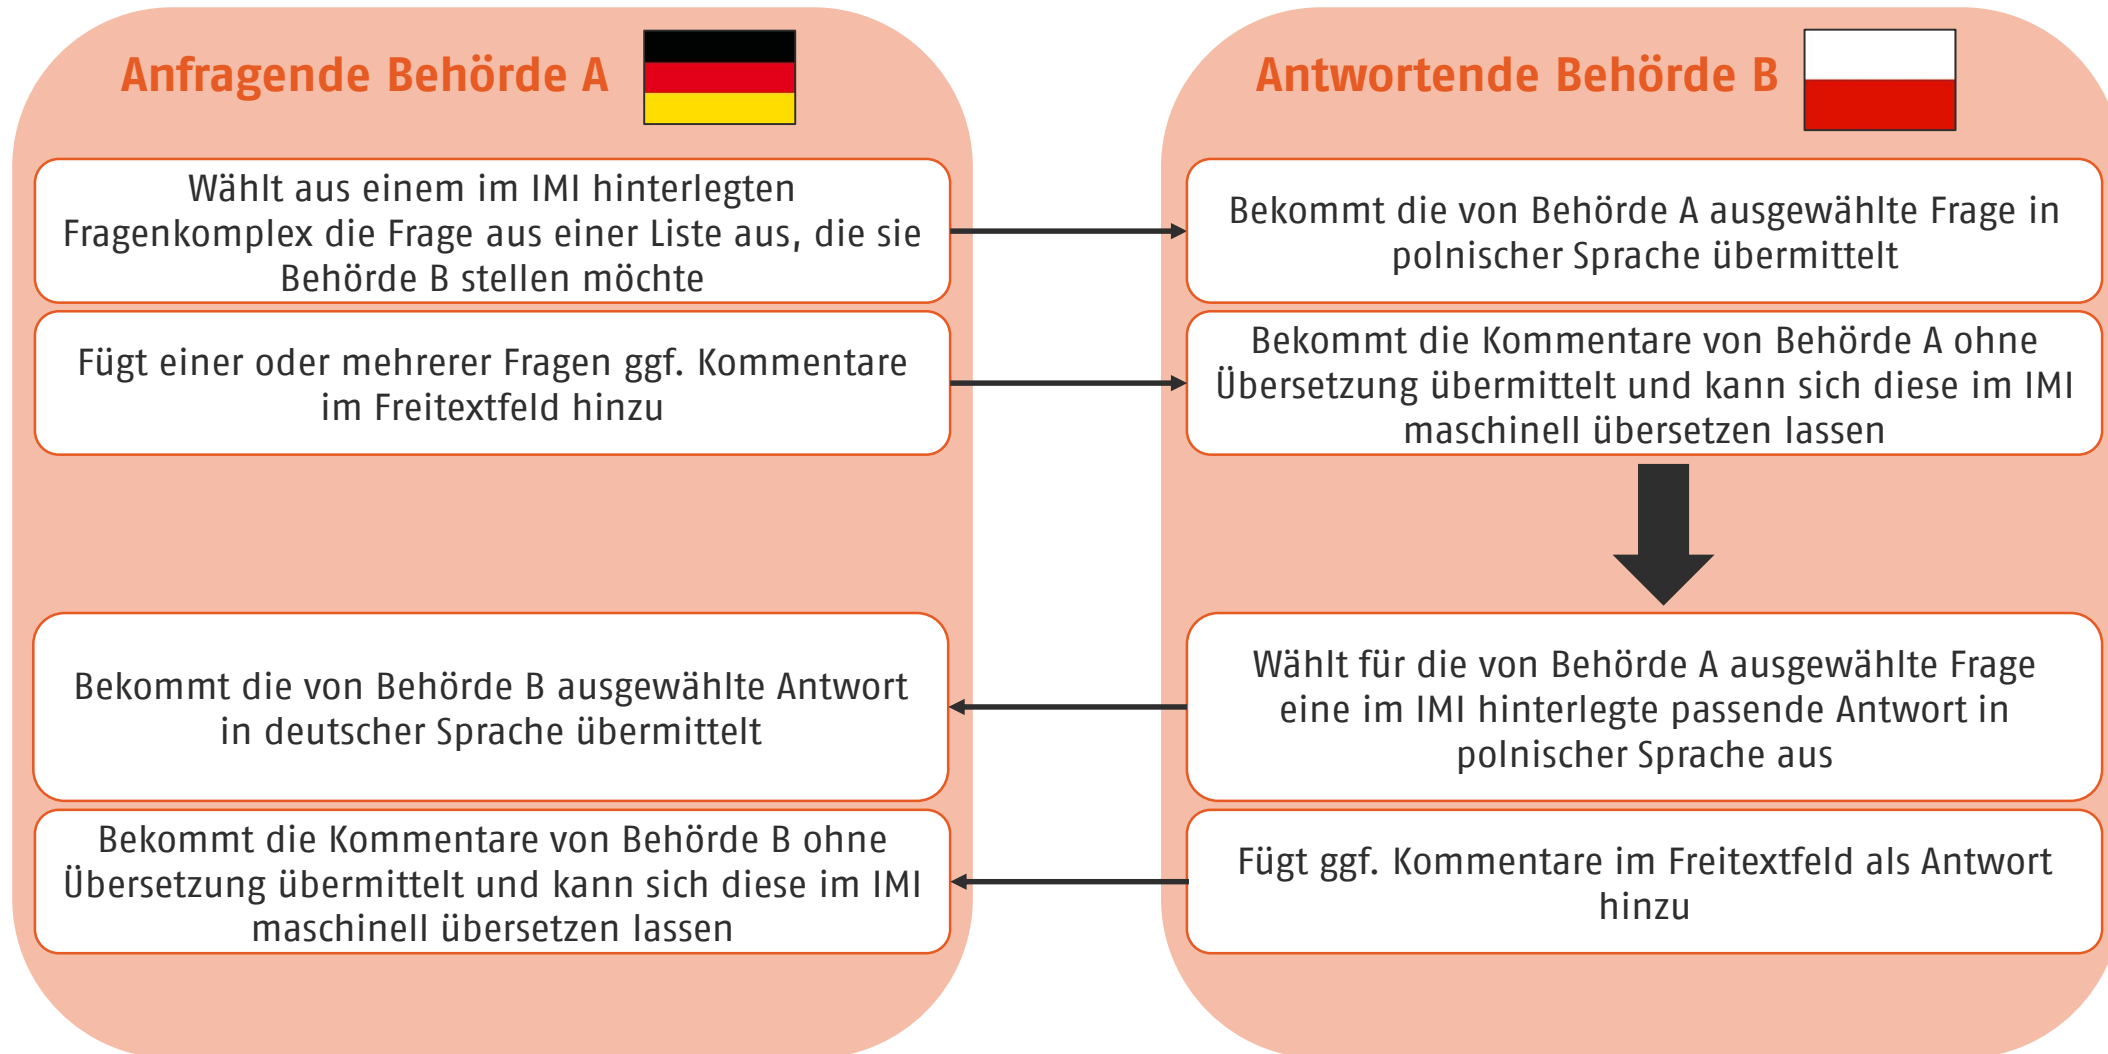 Anfragende Behörde A
Wählt aus einem im IMI hinterlegten
Fragenkomplex die Frage aus einer Liste aus, die sie
Behörde B stellen möchte
Fügt einer oder mehrerer Fragen ggf. Kommentare
im Freitextfeld hinzu
Bekommt die von Behörde B ausgewählte Antwort
in deutscher Sprache übermittelt
Bekommt die Kommentare von Behörde B ohne
Übersetzung übermittelt und kann sich diese im IMI
maschinell übersetzen lassen
Antwortende Behörde B
Bekommt die von Behörde A ausgewählte Frage in
polnischer Sprache übermittelt
Bekommt die Kommentare von Behörde A ohne
Übersetzung übermittelt und kann sich diese im IMI
maschinell übersetzen lassen
Wählt für die von Behörde A ausgewählte Frage
eine im IMI hinterlegte passende Antwort in
polnischer Sprache aus
Fügt ggf. Kommentare im Freitextfeld als Antwort
hinzu